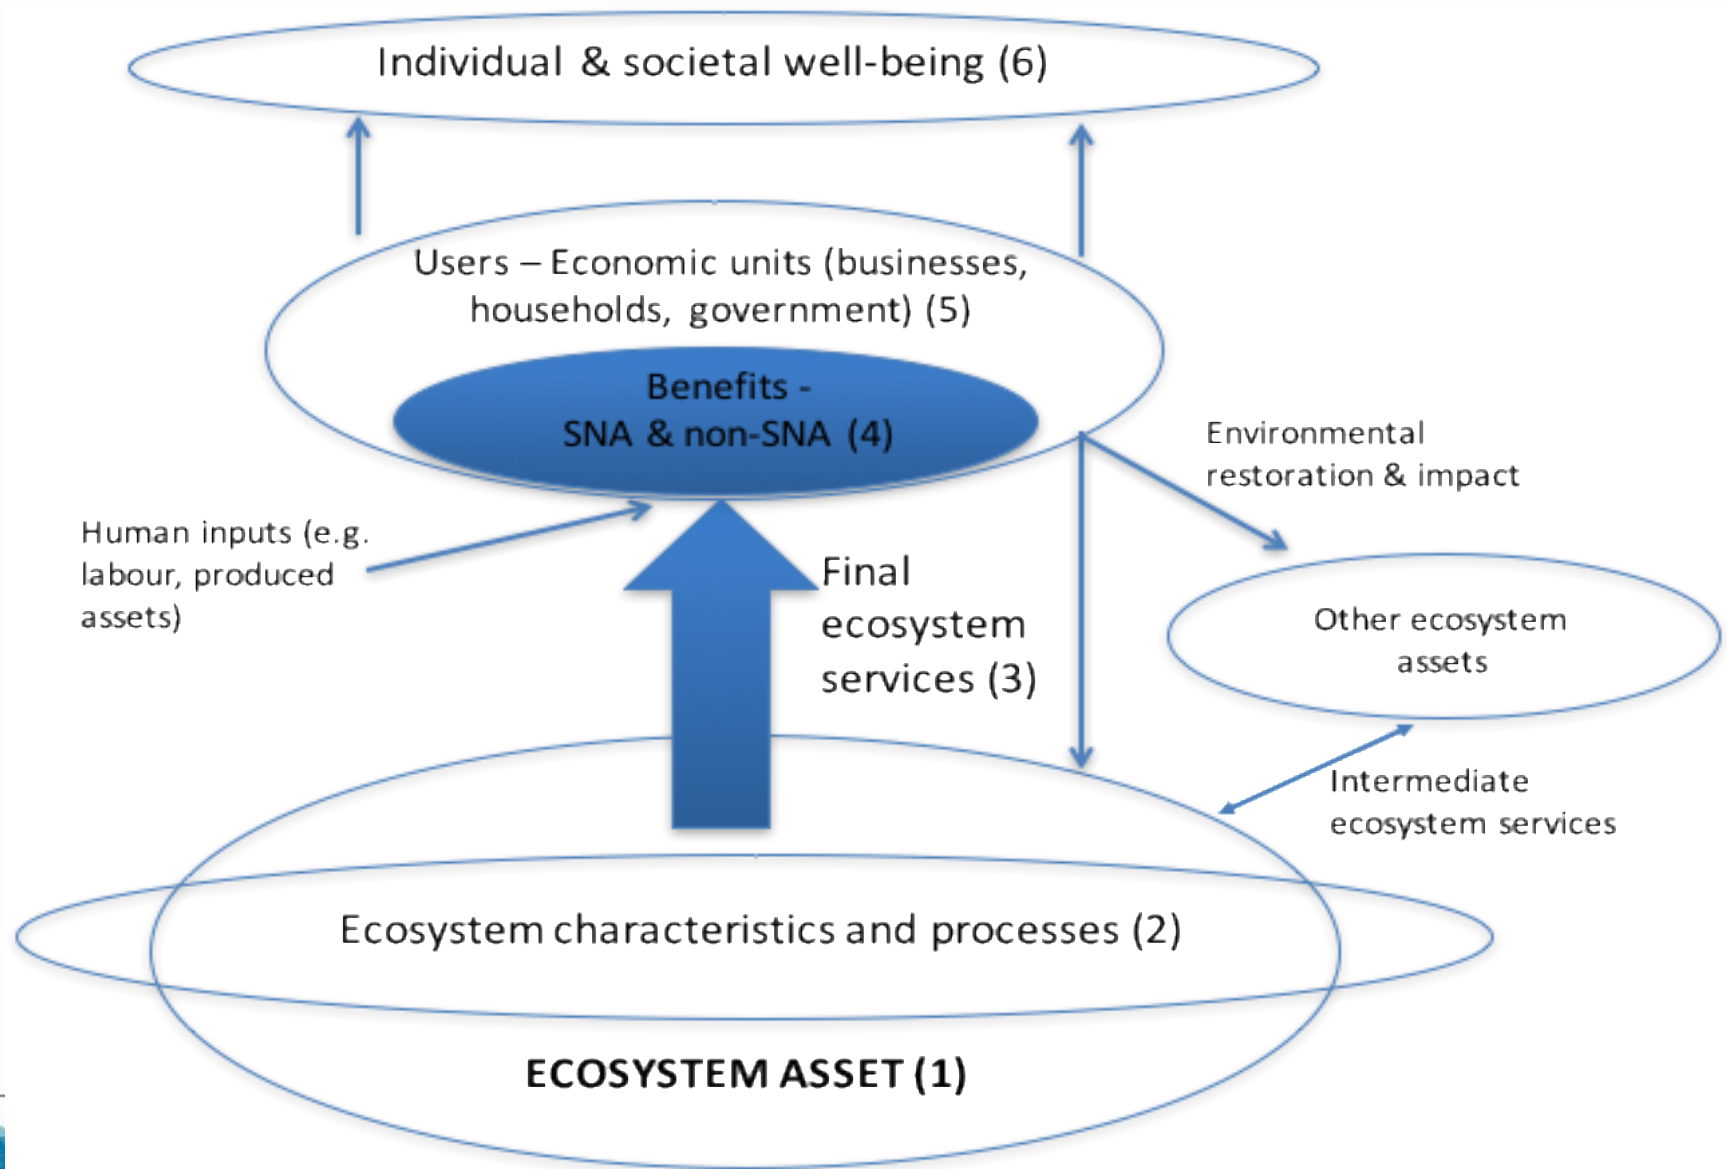 Individual & societal well-being (6)
Users – Economic units (businesses,
households, government) (5)
Benefits -
SNA & non-SNA (4)
Environmental
restoration & impact
Human inputs (e.g.
labour, produced
assets)
Final
ecosystem
services (3)
Other ecosystem
assets
Intermediate
ecosystem services
Ecosystem characteristics and processes (2)
ECOSYSTEM ASSET (1)